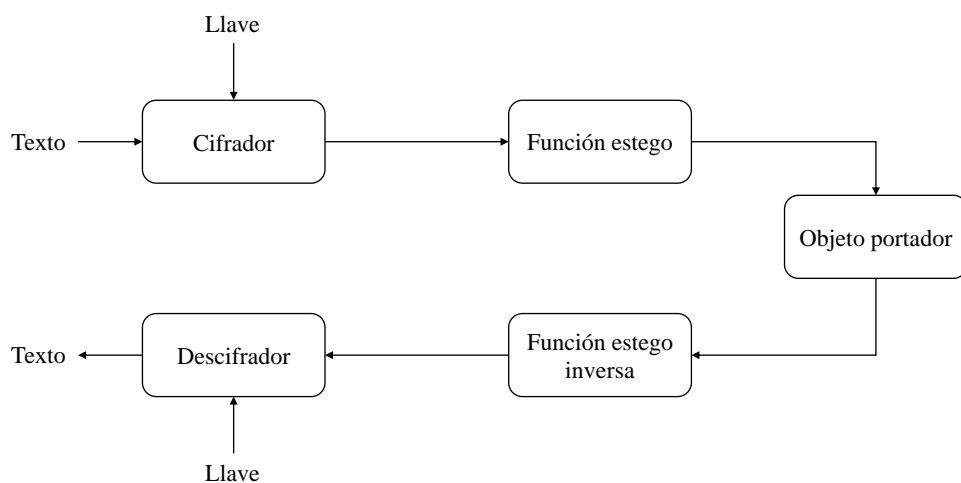 Llave
Texto
Cifrador
Función estego
Objeto portador
Texto
Descifrador
Función estego
inversa
Llave